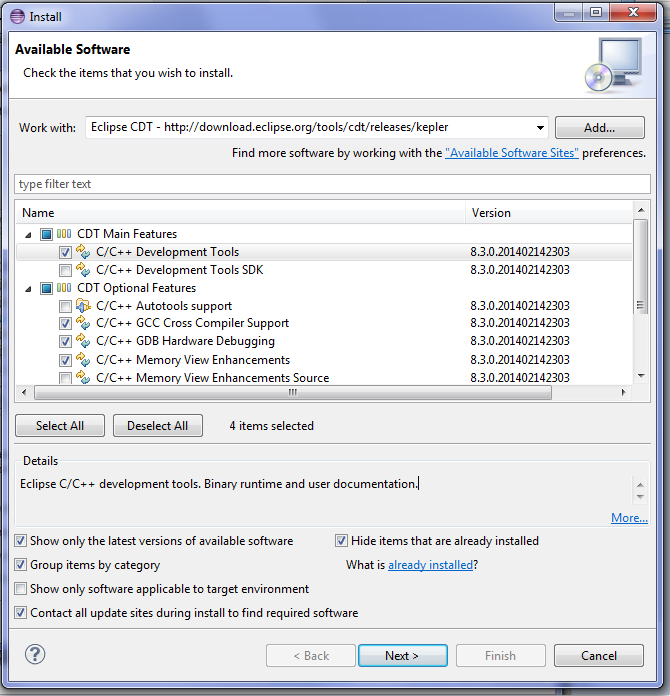 Install
Available Software
Check the items that you wish to install.
Work with: Eclipse CDT - http://download.eclipse.org/tools/cdt/releases/kepler Add...
Find more software by working with the "Available Software Sites" preferences.
type filter text
Name Version
CDT Main Features
C/C++ Development Tools 8.3.0.201402142303
C/C++ Development Tools SDK 8.3.0.201402142303
CDT Optional Features
C/C++ Autotools support 8.3.0.201402142303
C/C++ GCC Cross Compiler Support 8.3.0.201402142303
C/C++ GDB Hardware Debugging 8.3.0.201402142303
C/C++ Memory View Enhancements 8.3.0.201402142303
C/C++ Memory View Enhancements Source 8.3.0.201402142303
Select All Deselect All 4 items selected
Details
Eclipse C/C++ development tools. Binary runtime and user documentation.
More...
Show only the latest versions of available software Hide items that are already installed
Group items by category What is already installed?
Show only software applicable to target environment
Contact all update sites during install to find required software
? < Back Next > Finish Cancel